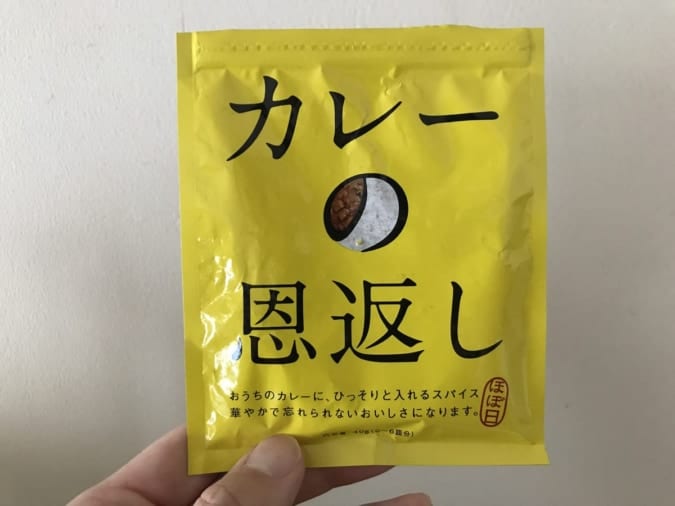 カレー
の
恩返し
おうちのカレーに、ひっそりと入れるスパイス
華やかで忘れられないおいしさになります。
ほぼ日